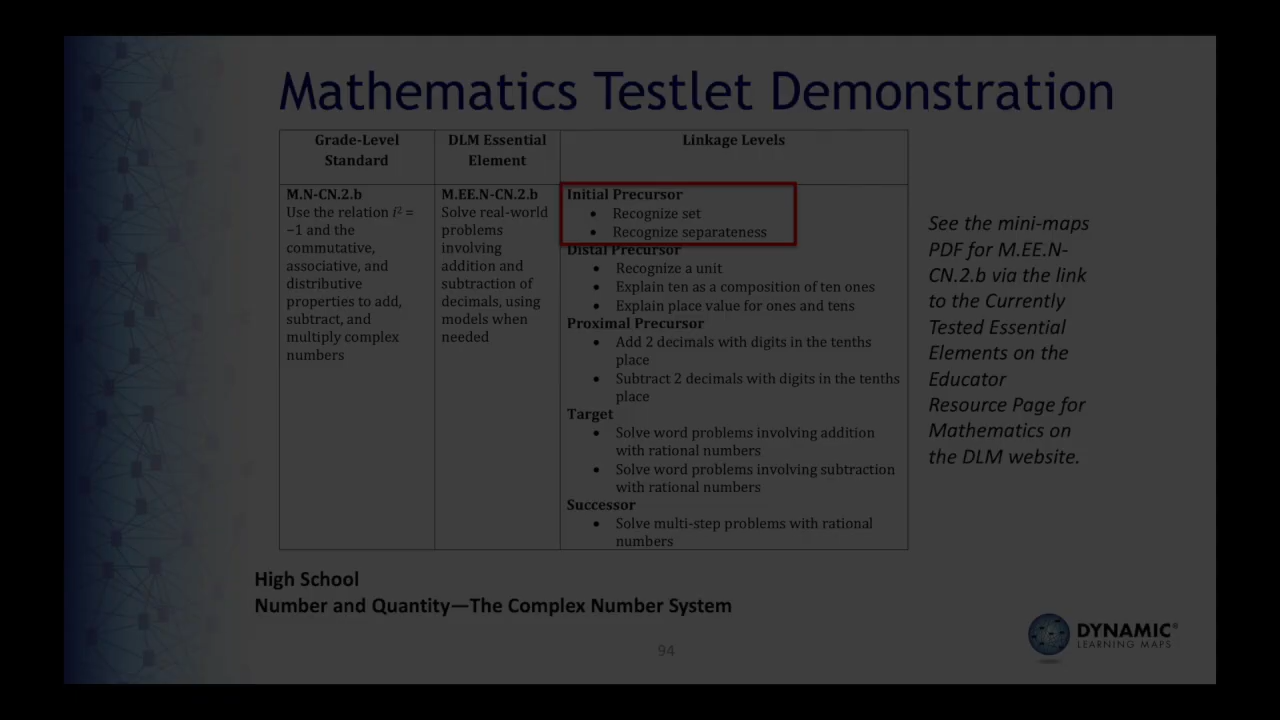 Mathematics Testlet Demonstration
Grade-Level
Standard
DLM Essential
Element
Linkage Levels
M.N-CN.2.b
Use the relation i² =
−1 and the
commutative,
associative, and
distributive
properties to add,
subtract, and
multiply complex
numbers
M.EE.N-CN.2.b
Solve real-world
problems
involving
addition and
subtraction of
decimals, using
models when
needed
Initial Precursor
• Recognize set
• Recognize separateness
Distal Precursor
• Recognize a unit
• Explain ten as a composition of ten ones
• Explain place value for ones and tens
Proximal Precursor
• Add 2 decimals with digits in the tenths
place
• Subtract 2 decimals with digits in the tenths
place
Target
• Solve word problems involving addition
with rational numbers
• Solve word problems involving subtraction
with rational numbers
Successor
• Solve multi-step problems with rational
numbers
See the mini-maps
PDF for M.EE.N-
CN.2.b via the link
to the Currently
Tested Essential
Elements on the
Educator
Resource Page for
Mathematics on
the DLM website.
High School
Number and Quantity—The Complex Number System
94
DYNAMIC®
LEARNING MAPS